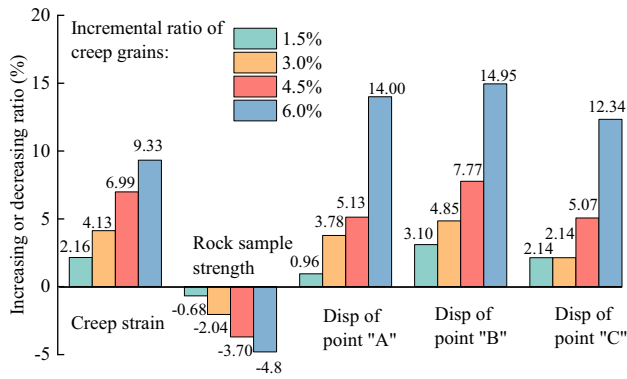 Incremental ratio of
creep grains:
1.5%
3.0%
4.5%
6.0%
Increasing or decreasing ratio (%)
20
15
10
5
0
-5
2.16
4.13
6.99
9.33
Creep strain
Rock sample
strength
-0.68
-2.04
-3.70
-4.8
0.96
3.78
5.13
14.00
Disp of
point "A"
3.10
4.85
7.77
14.95
Disp of
point "B"
2.14
2.14
5.07
12.34
Disp of
point "C"